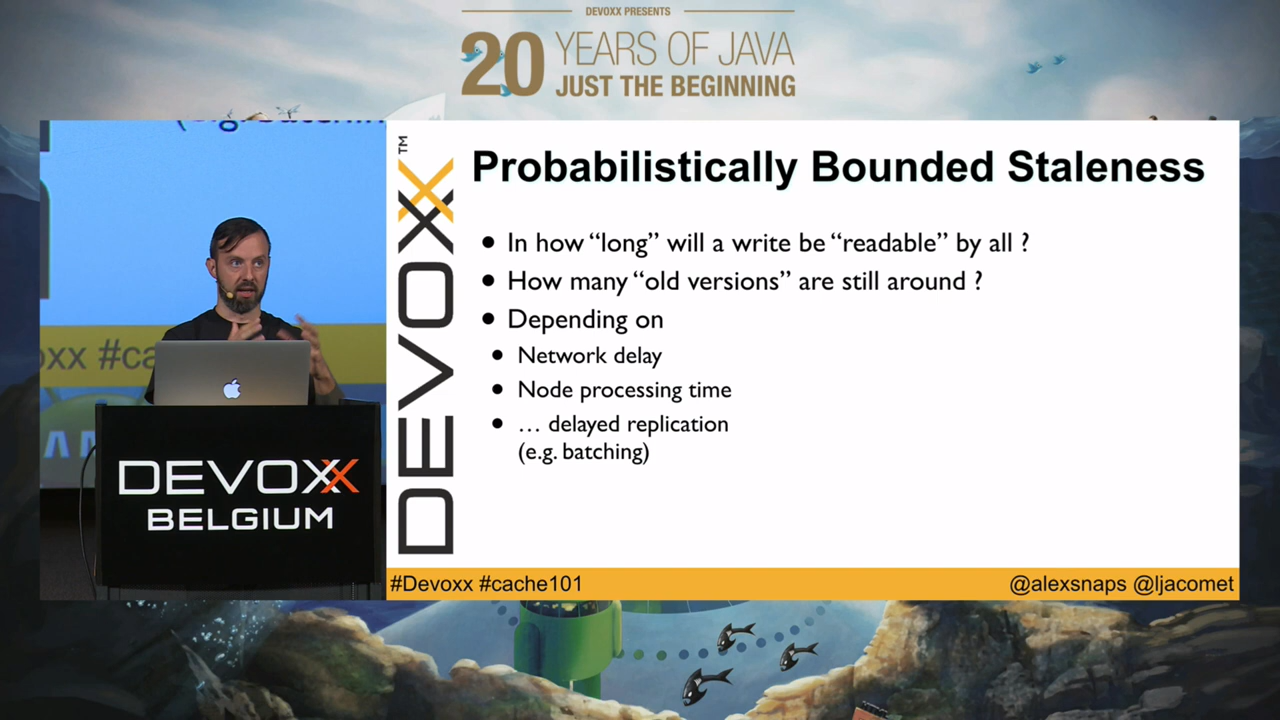 DEVOXX PRESENTS
20 YEARS OF JAVA
JUST THE BEGINNING
DEVOXX™
Probabilistically Bounded Staleness
• In how “long” will a write be “readable” by all ?
• How many “old versions” are still around ?
• Depending on
• Network delay
• Node processing time
• … delayed replication
(e.g. batching)
#Devoxx #cache101
@alexsnaps @ljacomet
DEVOXX
BELGIUM